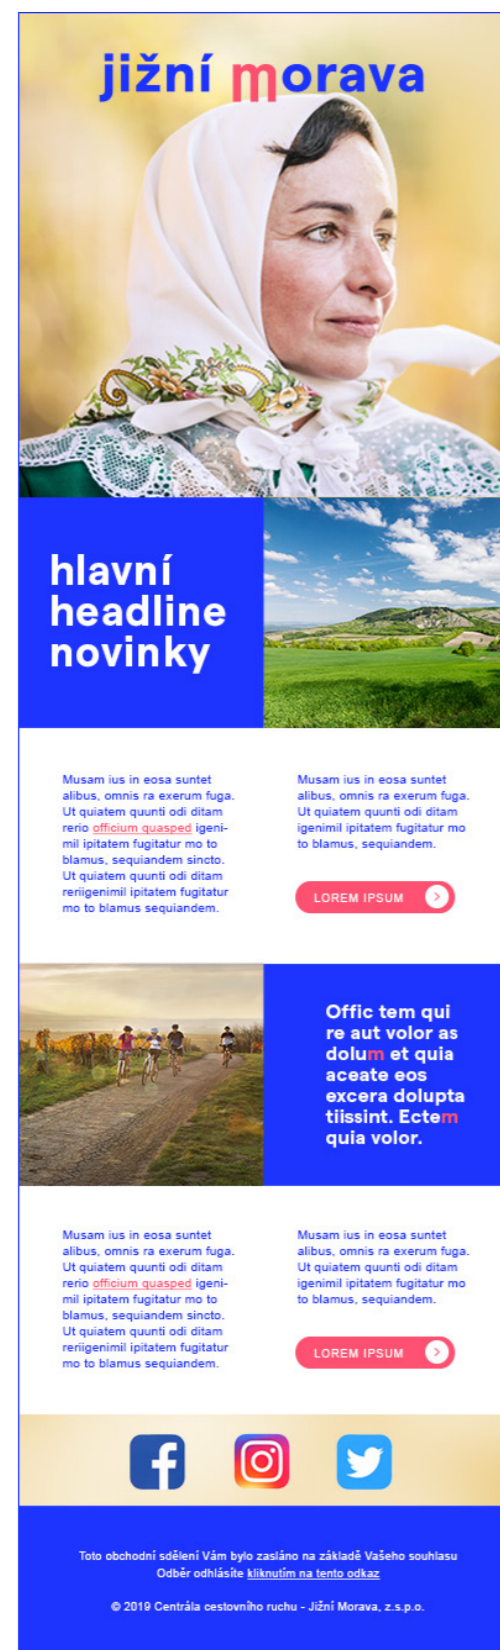 jižní morava
hlavní
headline
novinky
Musam ius in eosa suntet
alibus, omnis ra exerum fuga.
Ut quiatem quunti odi ditam
rerio officium quasped igeni-
mil ipitatem fugitatur mo to
blamus, sequiandem sincto.
Ut quiatem quunti odi ditam
reriigenimil ipitatem fugitatur
mo to blamus sequiandem.
Musam ius in eosa suntet
alibus, omnis ra exerum fuga.
Ut quiatem quunti odi ditam
igenimil ipitatem fugitatur mo
to blamus, sequiandem.
LOREM IPSUM
Offic tem qui
re aut volor as
dolum et quia
aceate eos
excera dolupta
tiissint. Ectem
quia volor.
Musam ius in eosa suntet
alibus, omnis ra exerum fuga.
Ut quiatem quunti odi ditam
rerio officium quasped igeni-
mil ipitatem fugitatur mo to
blamus, sequiandem sincto.
Ut quiatem quunti odi ditam
reriigenimil ipitatem fugitatur
mo to blamus sequiandem.
Musam ius in eosa suntet
alibus, omnis ra exerum fuga.
Ut quiatem quunti odi ditam
igenimil ipitatem fugitatur mo
to blamus, sequiandem.
LOREM IPSUM
Toto obchodní sdělení Vám bylo zasláno na základě Vašeho souhlasu
Odběr odhlásíte kliknutím na tento odkaz
© 2019 Centrála cestovního ruchu - Jižní Morava, z.s.p.o.